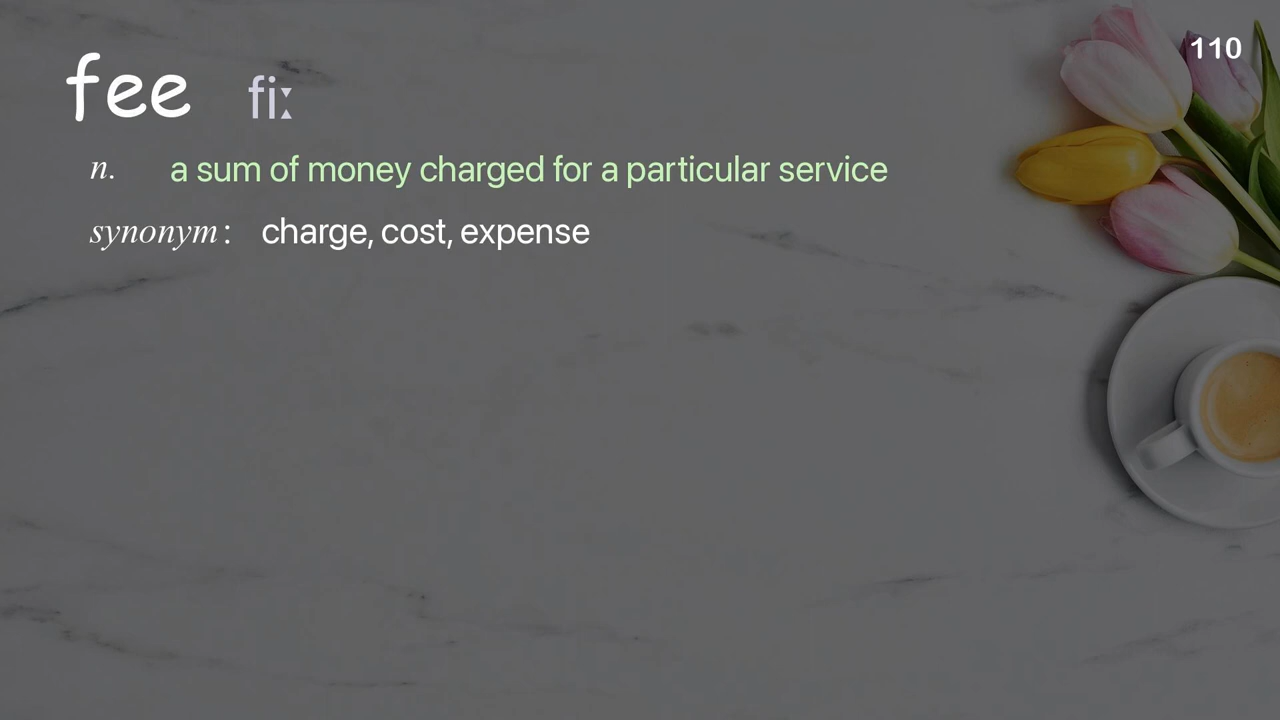 110
fee fiː
n. a sum of money charged for a particular service
synonym : charge, cost, expense